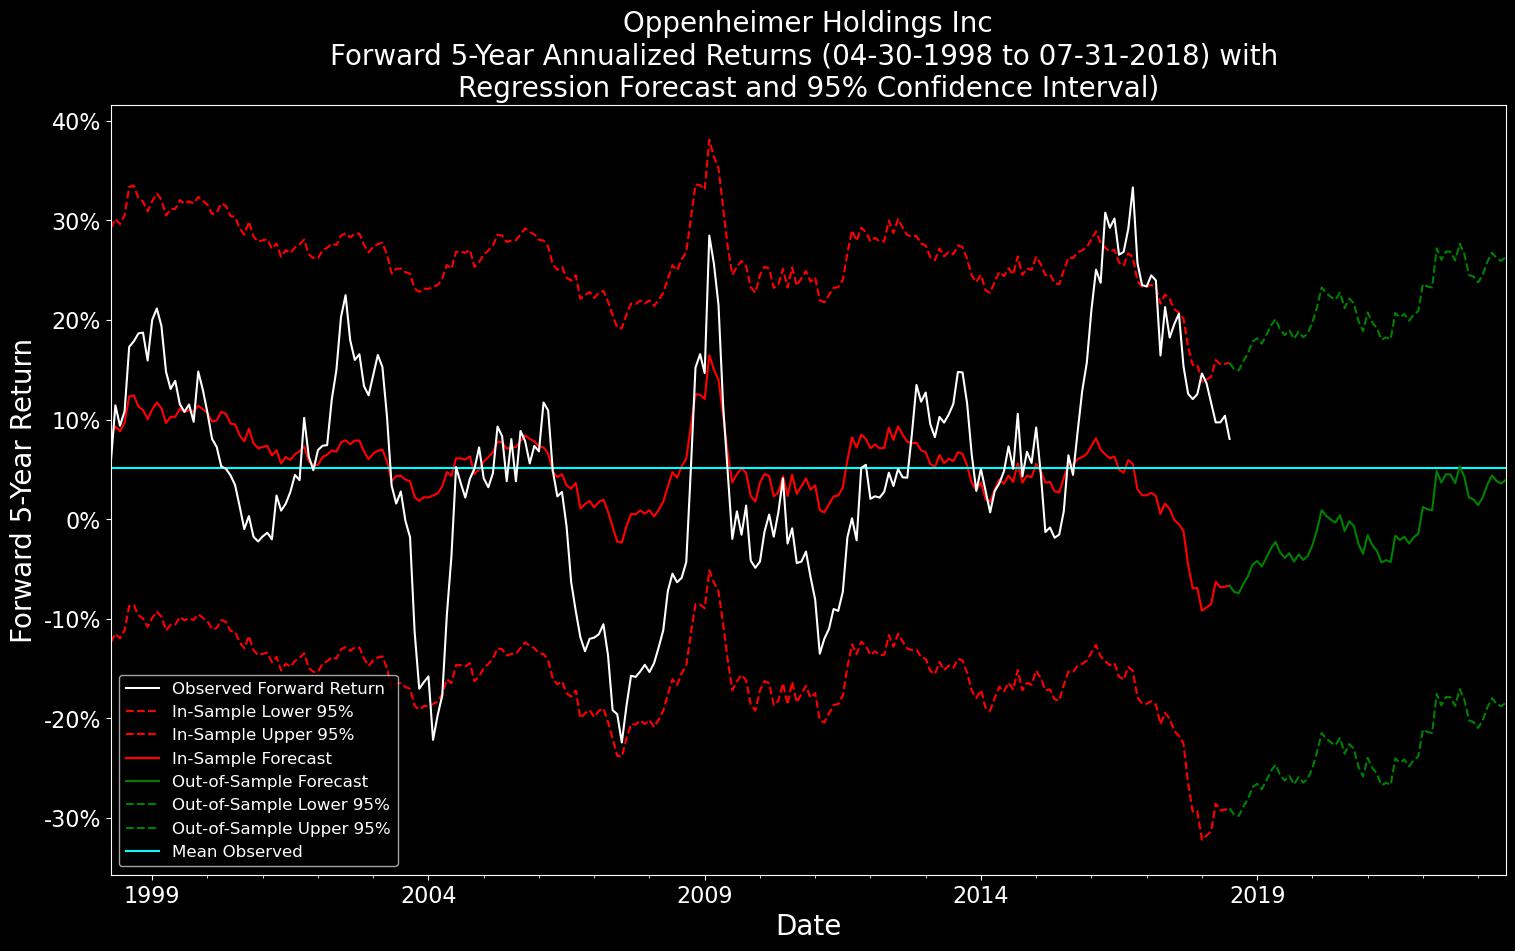 Oppenheimer Holdings Inc
Forward 5-Year Annualized Returns (04-30-1998 to 07-31-2018) with
Regression Forecast and 95% Confidence Interval)
Forward 5-Year Return
40%
30%
20%
10%
0%
-10%
-20%
-30%
Observed Forward Return
In-Sample Lower 95%
In-Sample Upper 95%
In-Sample Forecast
Out-of-Sample Forecast
Out-of-Sample Lower 95%
Out-of-Sample Upper 95%
Mean Observed
1999 2004 2009 2014 2019
Date